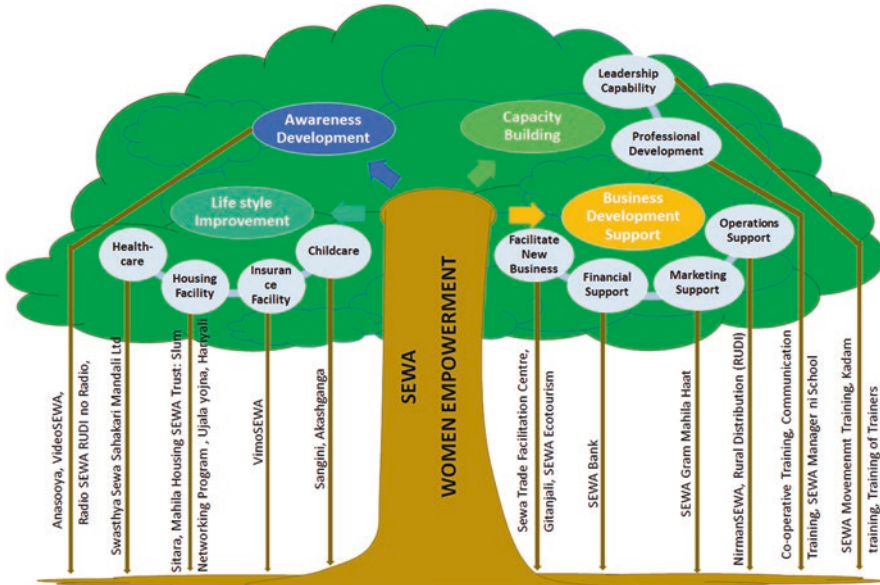 Leadership
Capability
Awareness
Development
Capacity
Building
Professional
Development
Life style
Improvement
Business
Development
Support
Operations
Support
Health-
care
Housing
Facility
Insuran
ce
Facility
Childcare
Facilitate
New
Business
Financial
Support
Marketing
Support
SEWA
WOMEN EMPOWERMENT
Anasooya, VideoSEWA,
Radio SEWA RUDI no Radio,
Swasthya Sewa Sahakari Mandali Ltd
Sitara, Mahila Housing SEWA Trust: Slum
Networking Program , Ujala yojna, Hariyali
VimoSEWA
Sangini, Akashganga
Sewa Trade Facilitation Centre,
Gitanjali, SEWA Ecotourism
SEWA Bank
SEWA Gram Mahila Haat
NirmanSEWA, Rural Distribution (RUDI)
Co-operative Training, Communication
Training, SEWA Manager ni School
SEWA Movemennt Training, Kadam
training, Training of Trainers